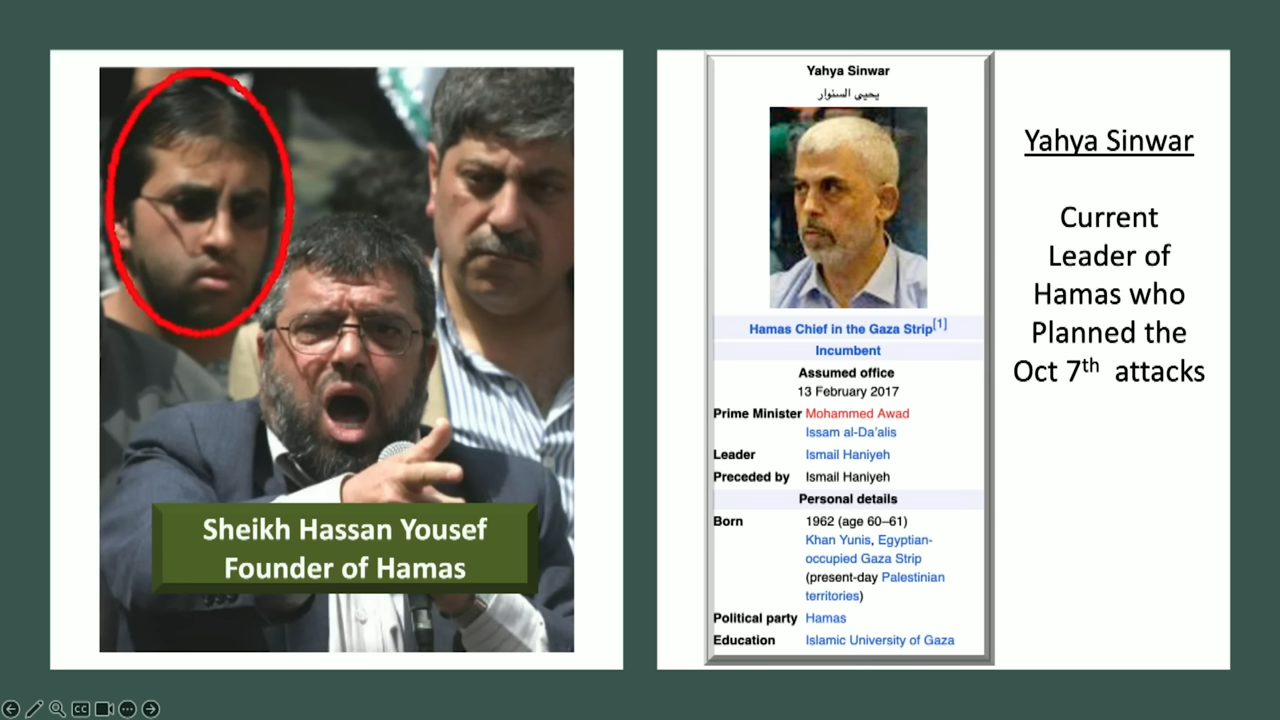 Sheikh Hassan Yousef
Founder of Hamas
Yahya Sinwar
يحيى السنوار
Hamas Chief in the Gaza Strip[1]
Incumbent
Assumed office
13 February 2017
Prime Minister Mohammed Awad
Issam al-Da'alis
Leader Ismail Haniyeh
Preceded by Ismail Haniyeh
Personal details
Born 1962 (age 60–61)
Khan Yunis, Egyptian-
occupied Gaza Strip
(present-day Palestinian
territories)
Political party Hamas
Education Islamic University of Gaza
Yahya Sinwar
Current
Leader of
Hamas who
Planned the
Oct 7th attacks
CC